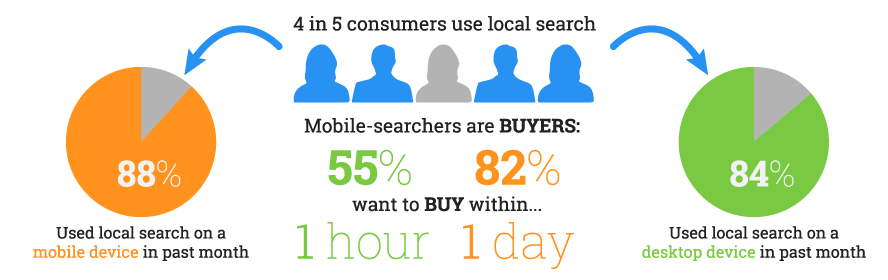 4 in 5 consumers use local search
88%
Used local search on a
mobile device in past month
Mobile-searchers are BUYERS:
55% 82%
want to BUY within...
1 hour 1 day
84%
Used local search on a
desktop device in past month